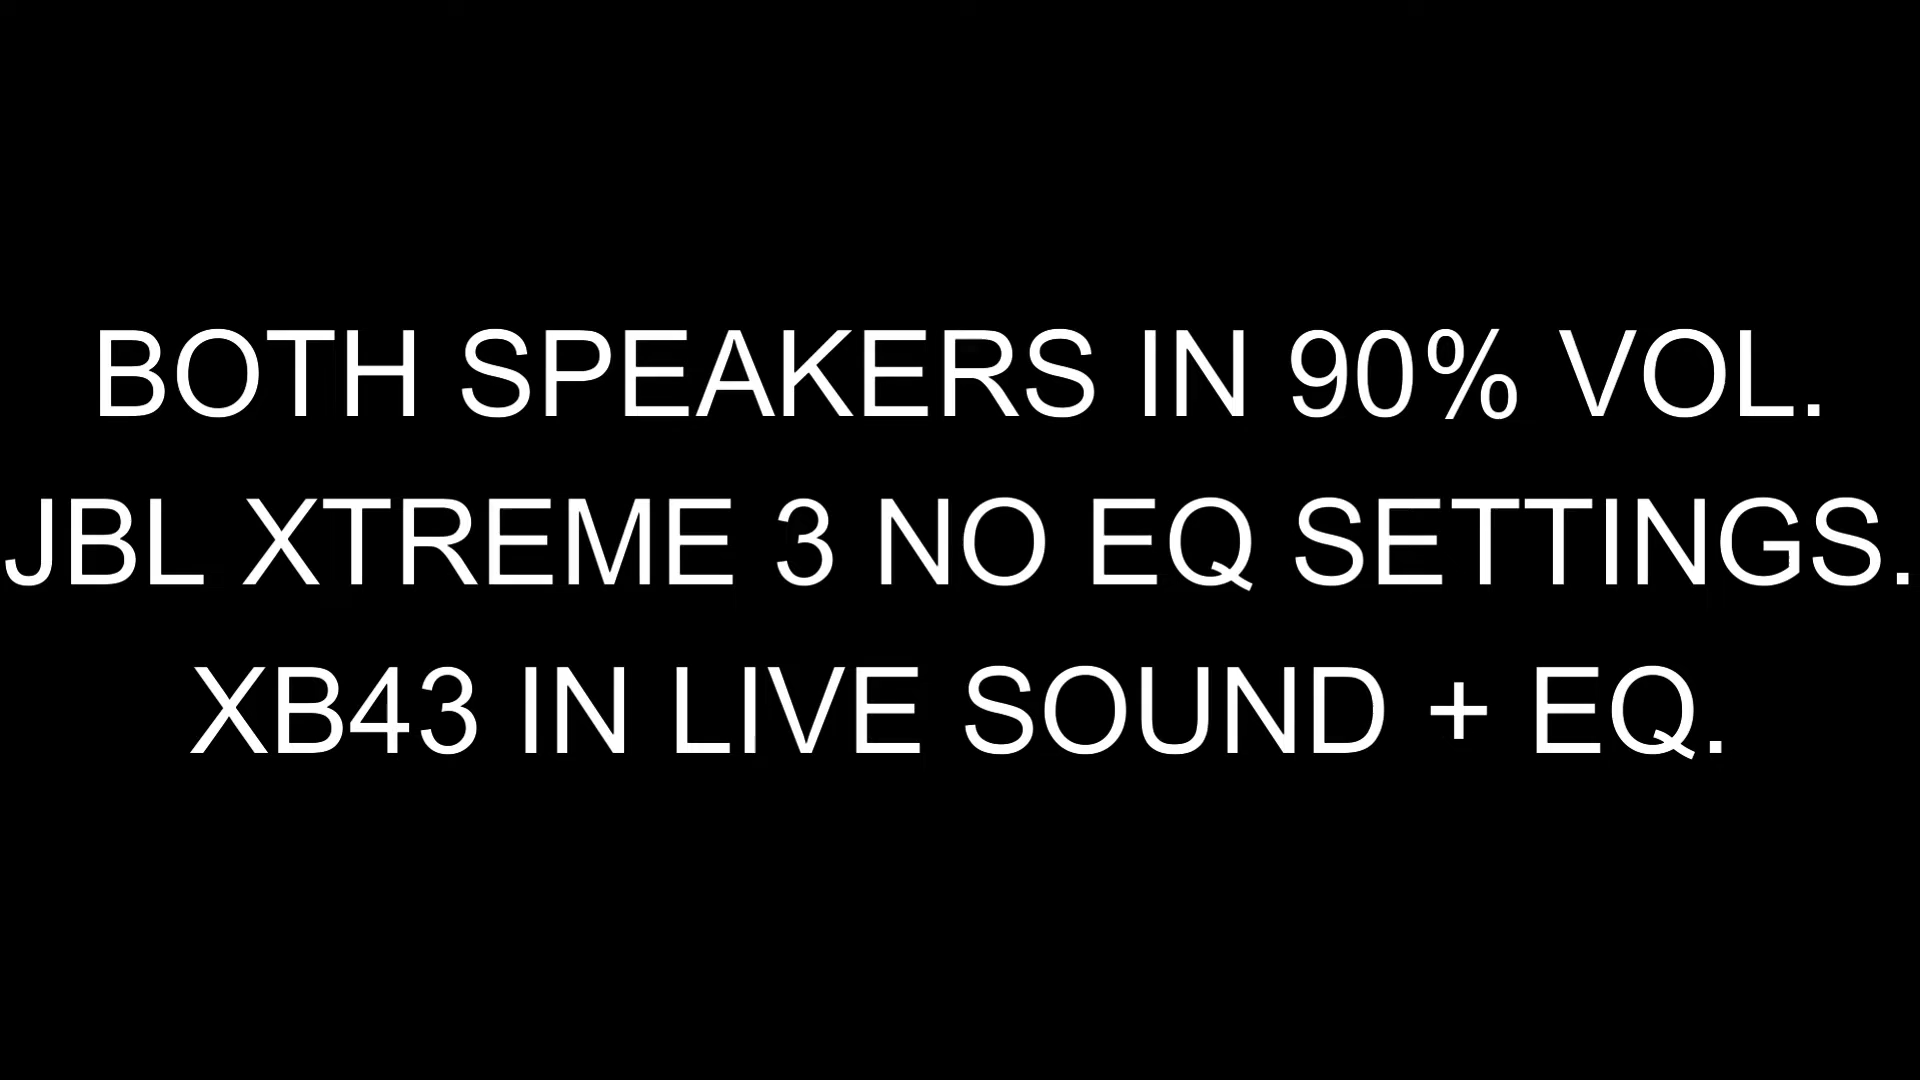 BOTH SPEAKERS IN 90% VOL.
JBL XTREME 3 NO EQ SETTINGS.
XB43 IN LIVE SOUND + EQ.